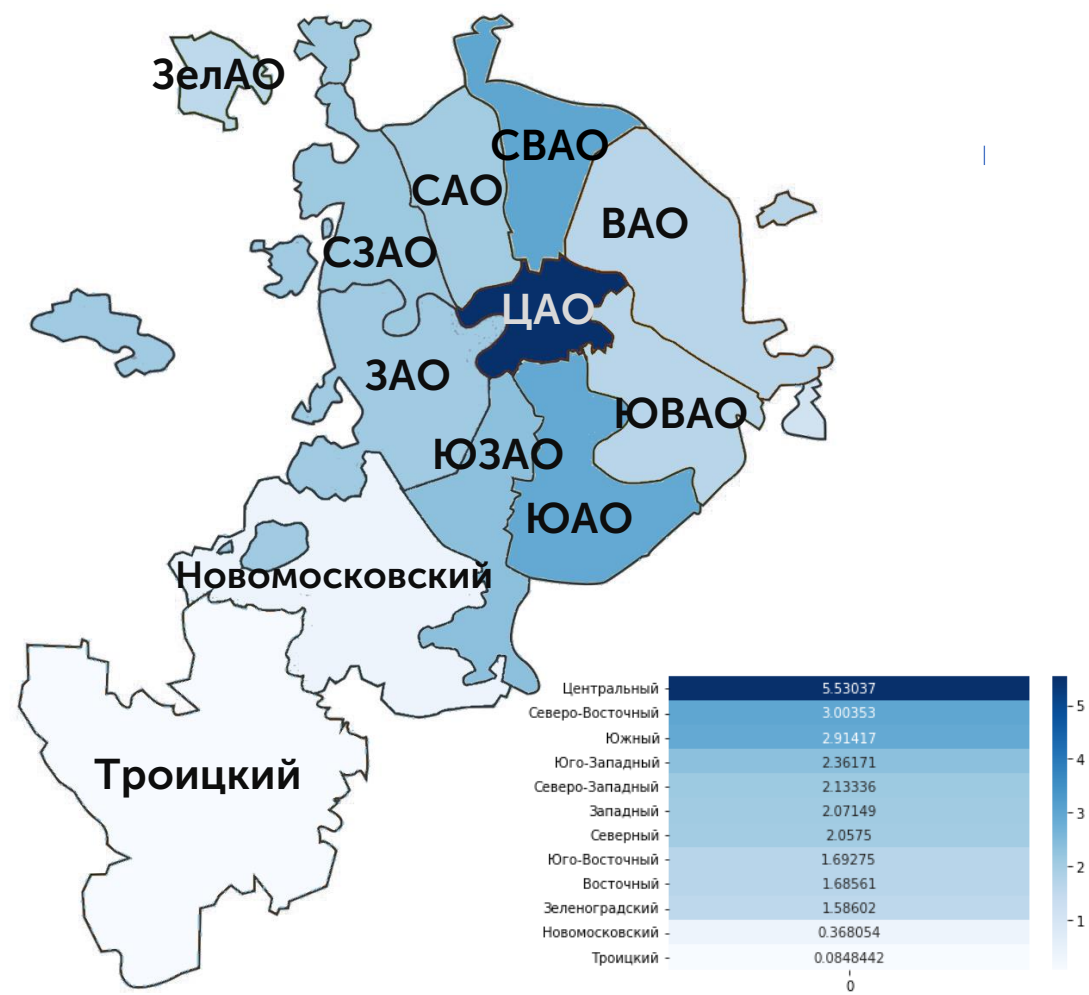 ЗелАО
СВАО
САО
ВАО
СЗАО
ЦАО
ЗАО
ЮВАО
ЮЗАО
ЮАО
Новомосковский
Троицкий
Центральный - 5.53037
Северо-Восточный - 3.00353
Южный - 2.91417
Юго-Западный - 2.36171
Северо-Западный - 2.13336
Западный - 2.07149
Северный - 2.0575
Юго-Восточный - 1.69275
Восточный - 1.68561
Зеленоградский - 1.58602
Новомосковский - 0.368054
Троицкий - 0.0848442
0
5
4
3
2
1